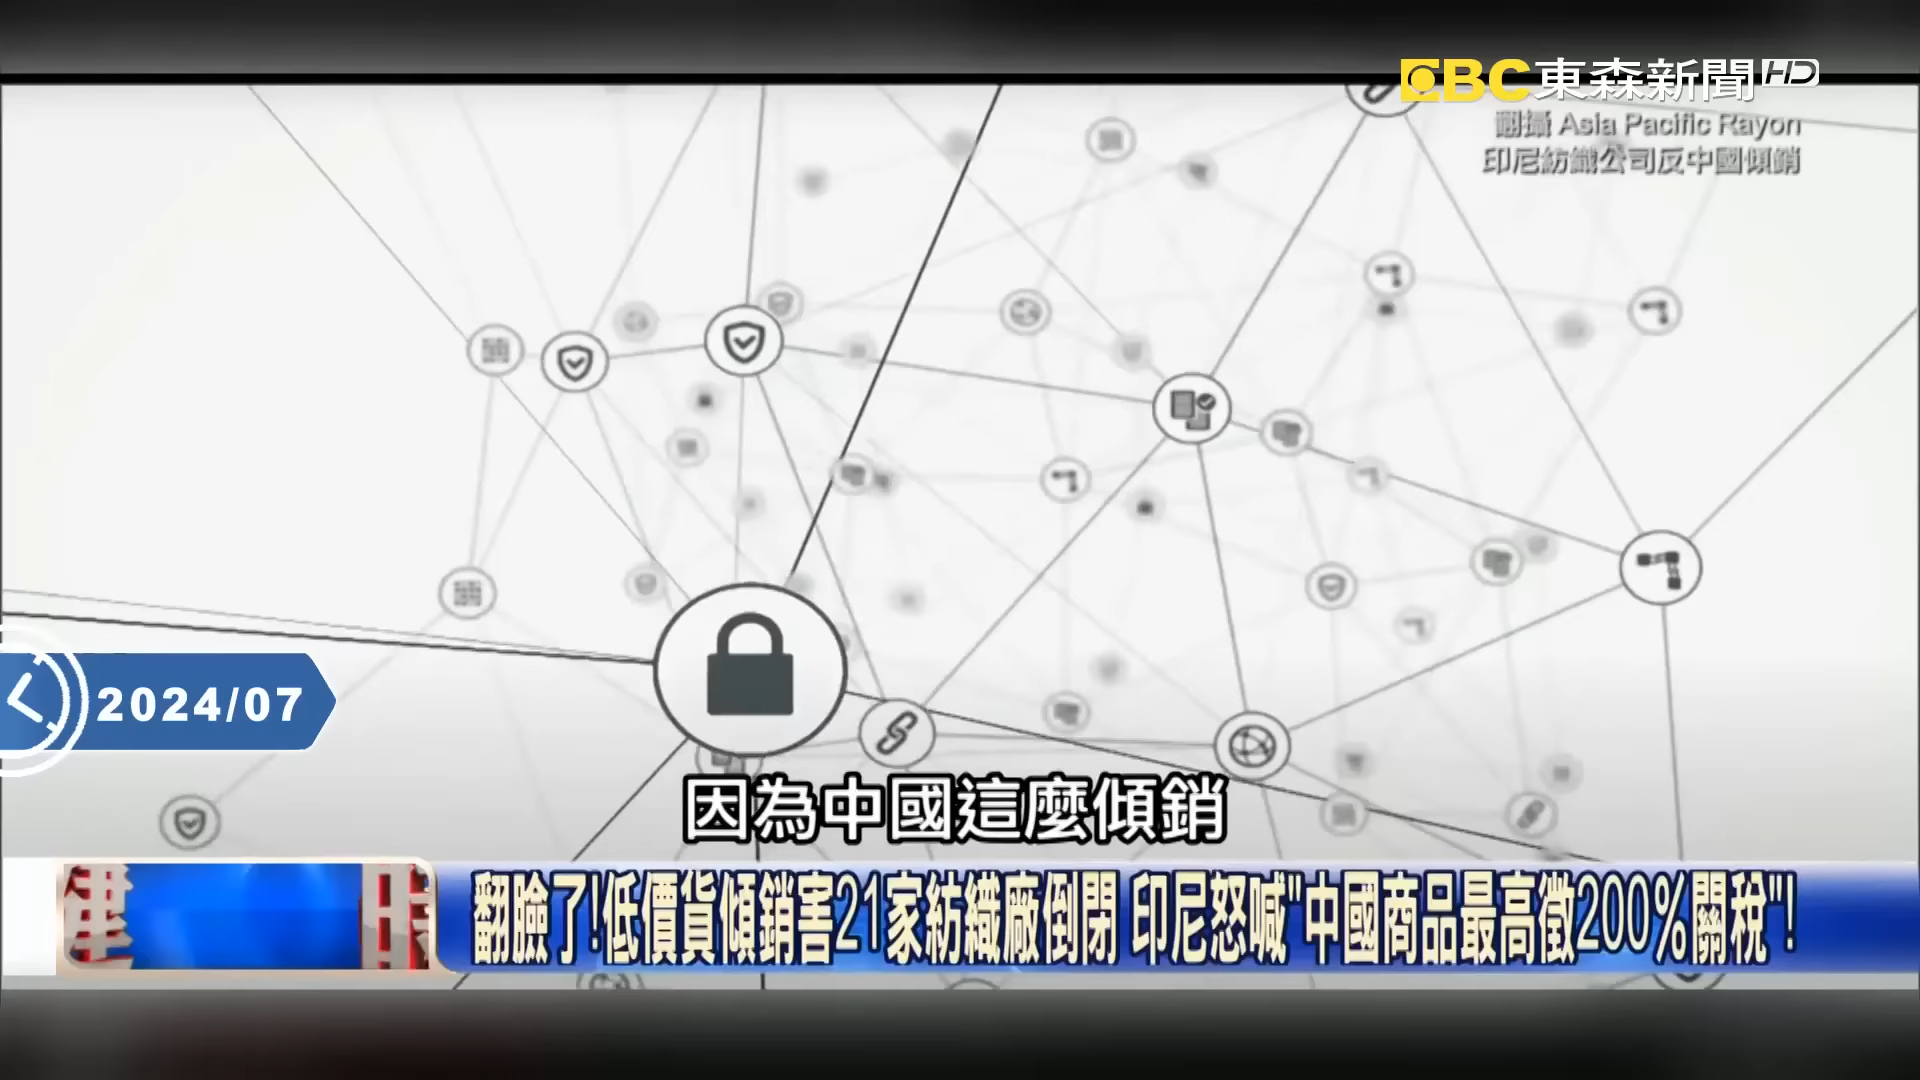 EBC東森新聞HD
翻攝 Asia Pacific Rayon
印尼紡織公司反中國傾銷
2024/07
因為中國這麼傾銷
翻臉了!低價貨傾銷害21家紡織廠倒閉 印尼怒喊"中國商品最高徵200%關稅"!